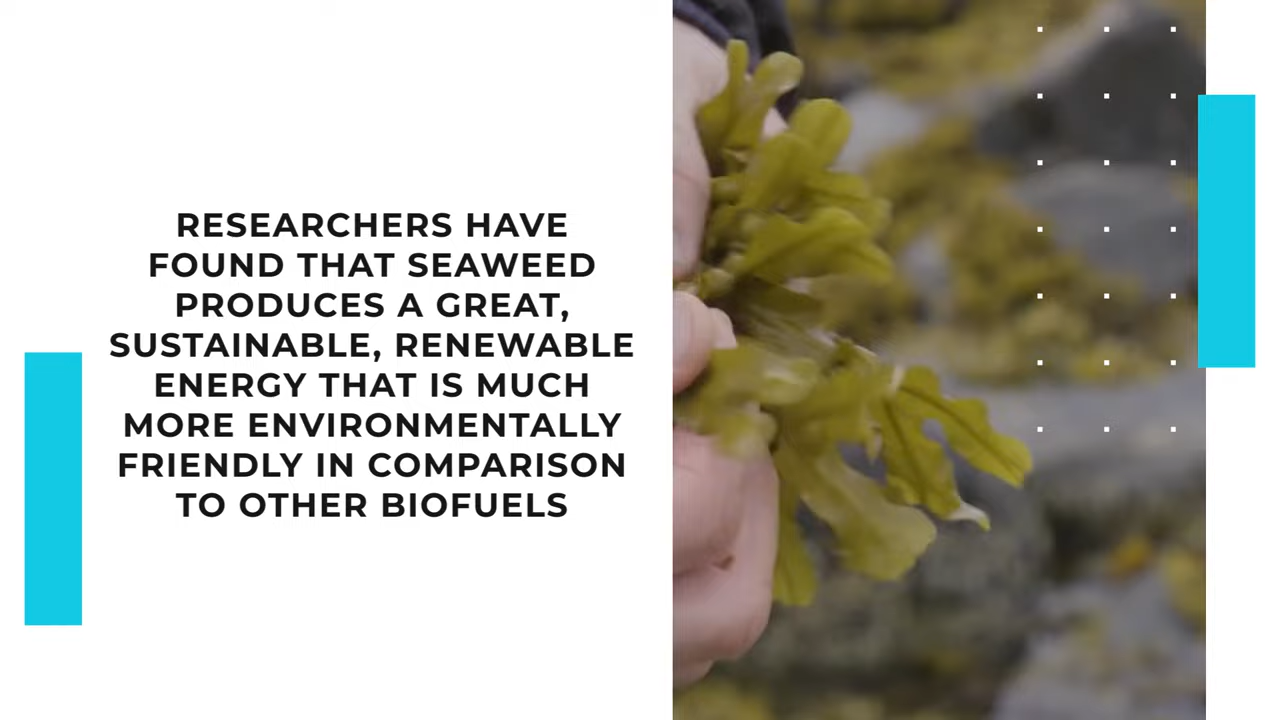 RESEARCHERS HAVE
FOUND THAT SEAWEED
PRODUCES A GREAT,
SUSTAINABLE, RENEWABLE
ENERGY THAT IS MUCH
MORE ENVIRONMENTALLY
FRIENDLY IN COMPARISON
TO OTHER BIOFUELS